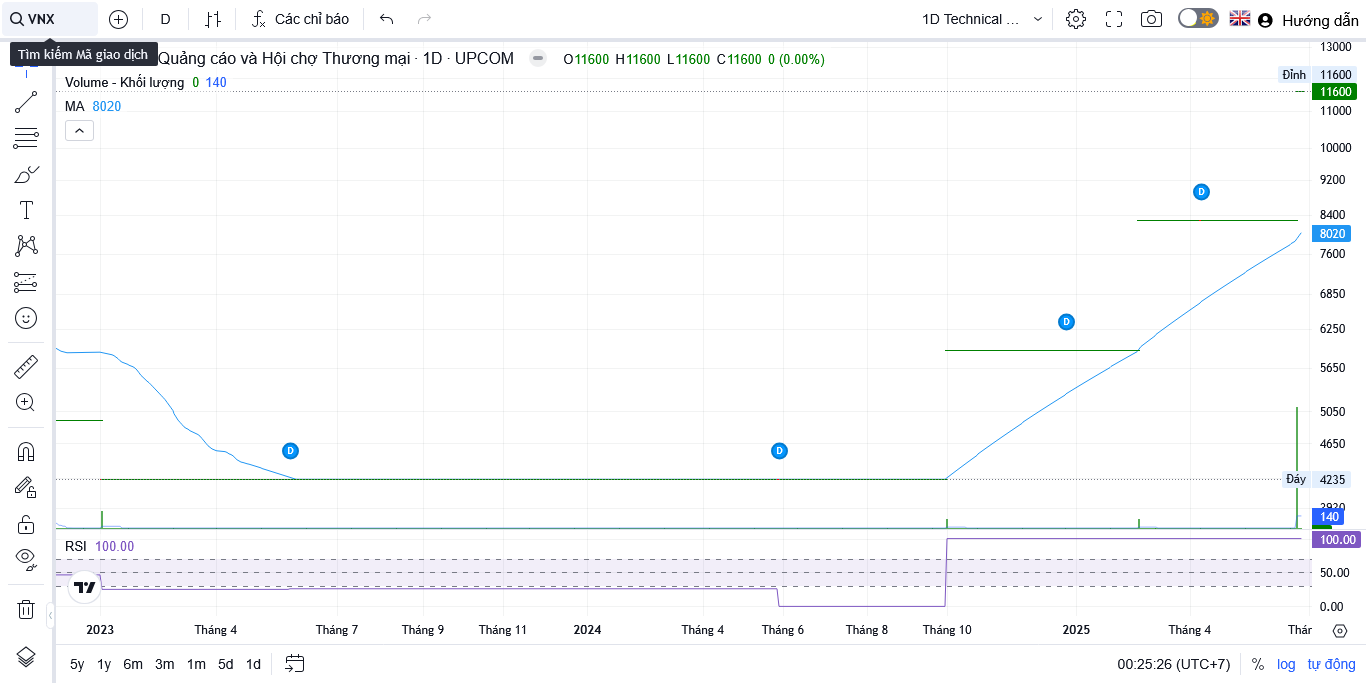 VNX D Các chỉ báo 1D Technical ... Hướng dẫn
Tìm kiếm Mã giao dịch
Quảng cáo và Hội chợ Thương mại · 1D · UPCOM O11600 H11600 L11600 C11600 0 (0.00%)
Volume - Khối lượng 0 140
MA 8020
13000
Đỉnh 11600
11600
11000
10000
9200
8400
8020
7600
6850
6250
5650
5050
4650
Đáy 4235
140
RSI 100.00
100.00
50.00
0.00
D
D
D
D
2023 Tháng 4 Tháng 7 Tháng 9 Tháng 11 2024 Tháng 4 Tháng 6 Tháng 8 Tháng 10 2025 Tháng 4 Thár
5y 1y 6m 3m 1m 5d 1d 00:25:26 (UTC+7) % log tự động